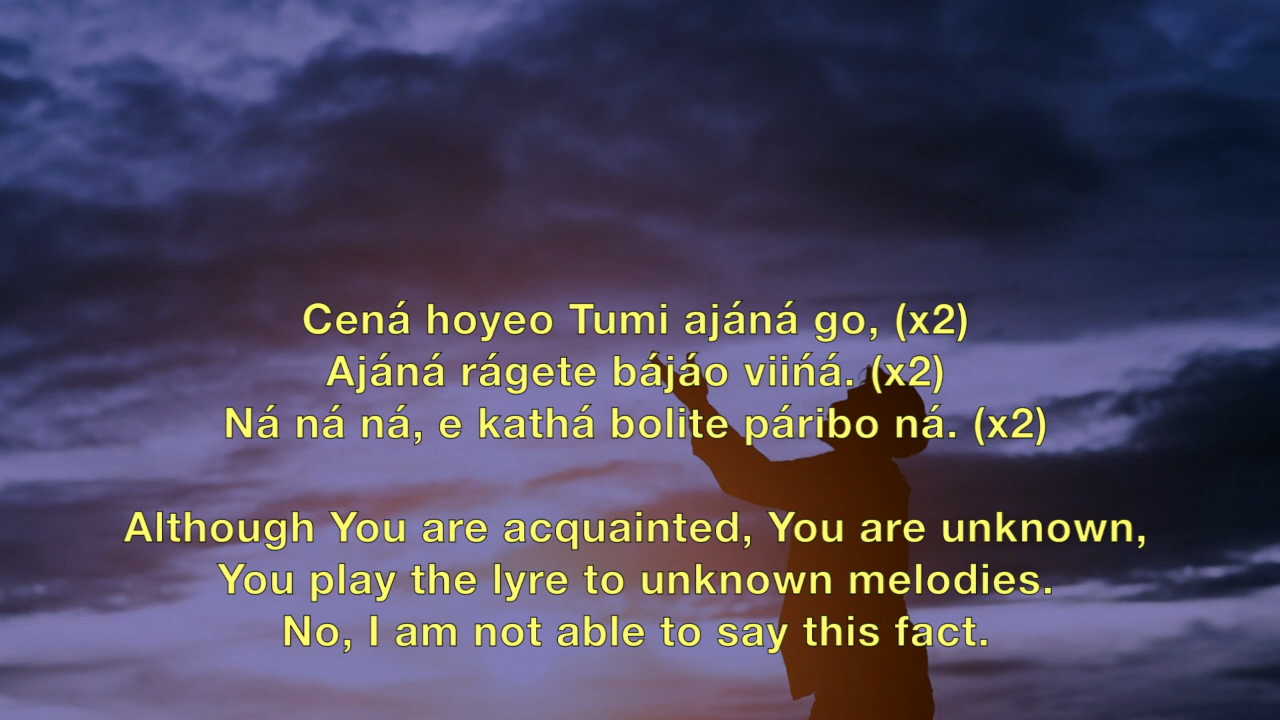 Cená hoyeo Tumi ajáná go, (x2)
Ajáná rágete bájáo viińá. (x2)
Ná ná ná, e kathá bolite páribo ná. (x2)
Although You are acquainted, You are unknown,
You play the lyre to unknown melodies.
No, I am not able to say this fact.